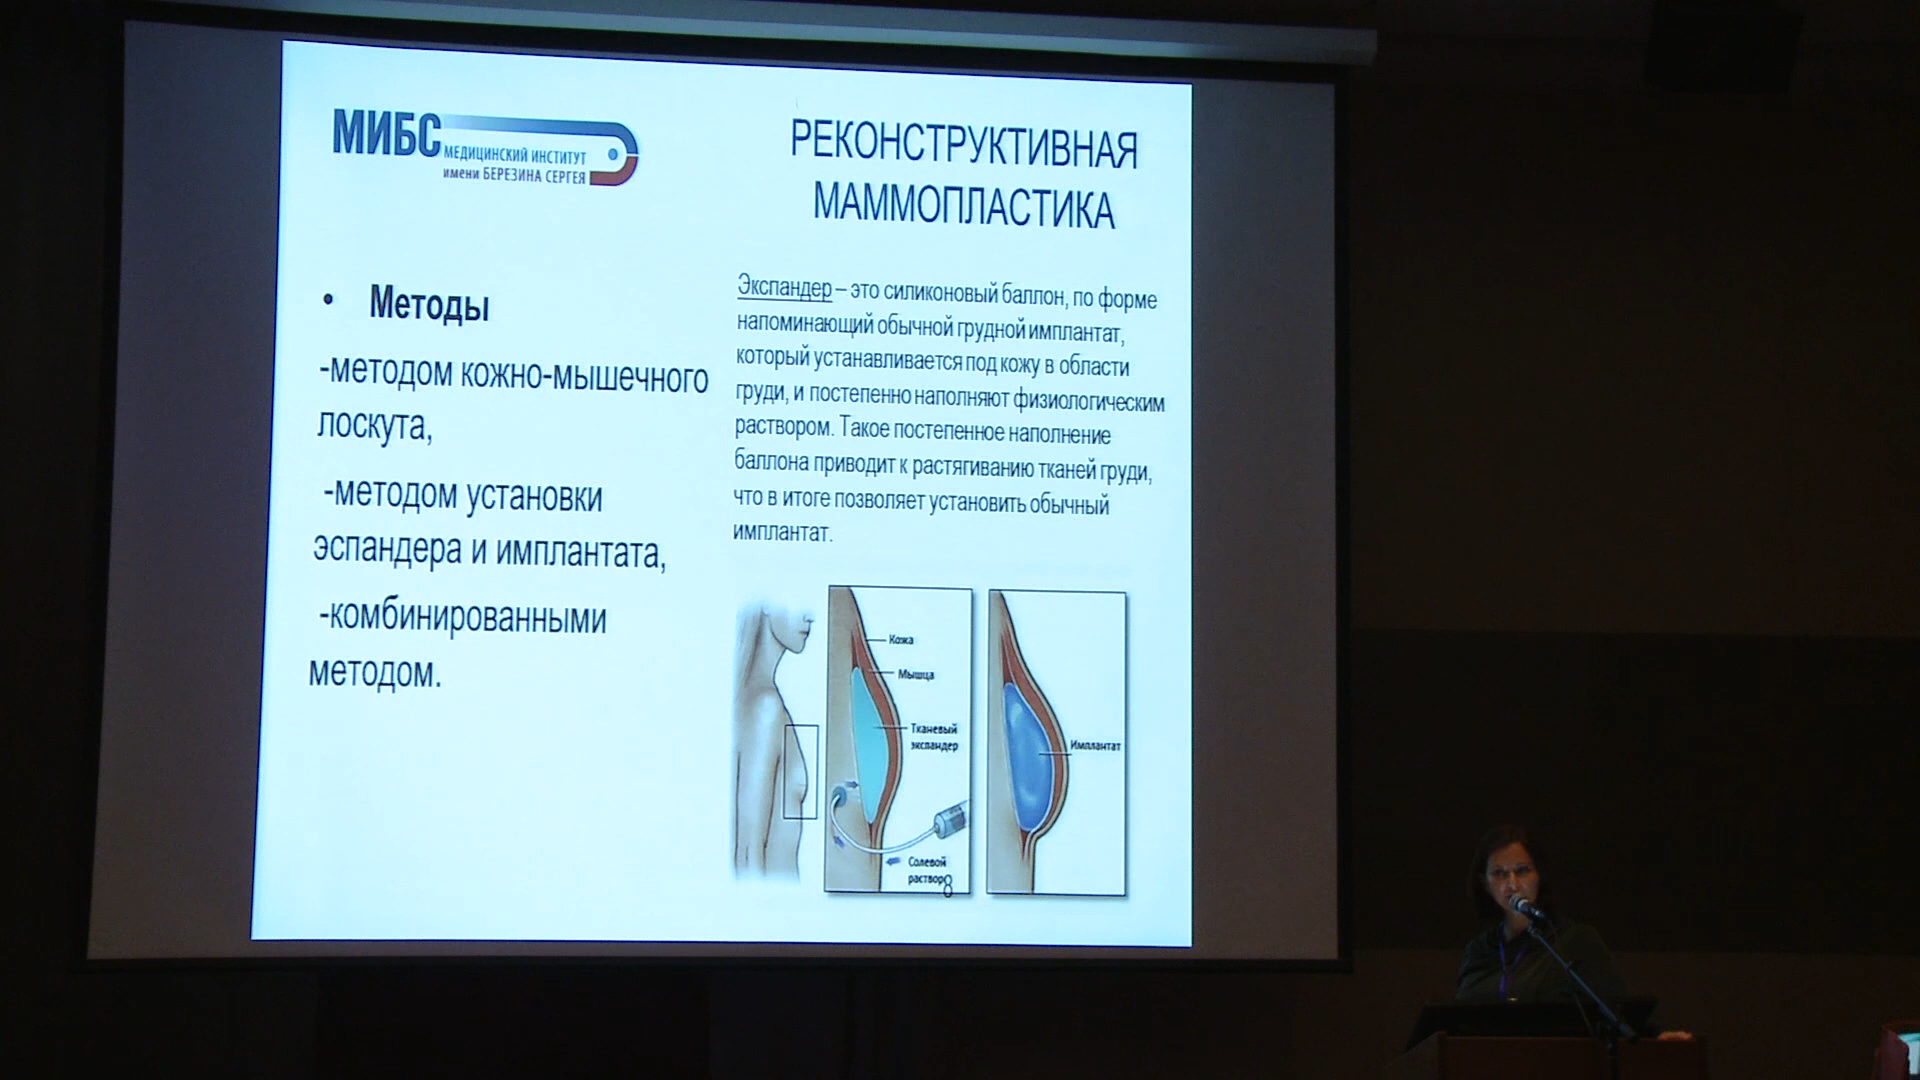 МИБС
МЕДИЦИНСКИЙ ИНСТИТУТ
имени БЕРЕЗИНА СЕРГЕЯ
РЕКОНСТРУКТИВНАЯ
МАММОПЛАСТИКА
• Методы
-методом кожно-мышечного
лоскута,
-методом установки
эспандера и имплантата,
-комбинированными
методом.
Экспандер – это силиконовый баллон, по форме
напоминающий обычной грудной имплантат,
который устанавливается под кожу в области
груди, и постепенно наполняют физиологическим
раствором. Такое постепенное наполнение
баллона приводит к растягиванию тканей груди,
что в итоге позволяет установить обычный
имплантат.
Кожа
Мышца
Тканевый
экспандер
Солевой
раствор
8
Имплантат